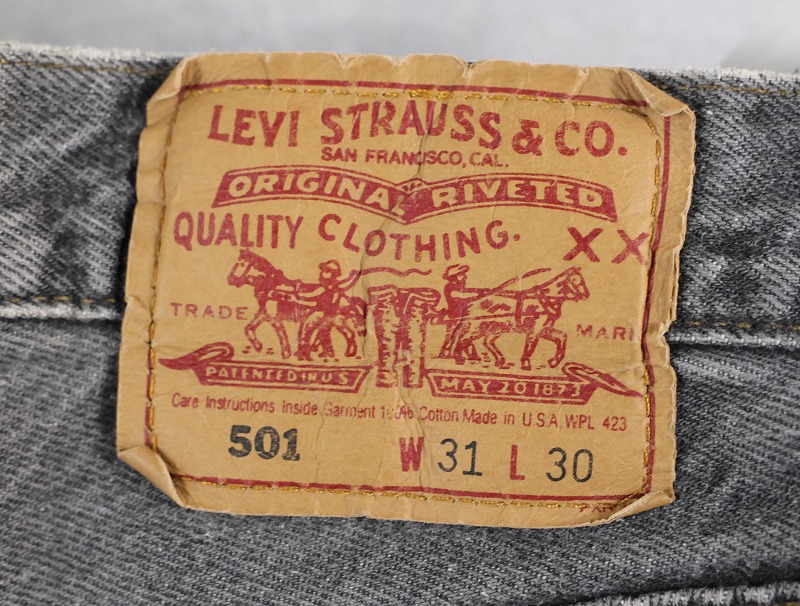 LEVI STRAUSS & CO.
SAN FRANCISCO, CAL.
ORIGINAL RIVETED
QUALITY CLOTHING. XX
TRADE MARK
PATENTED IN U.S. MAY 20 1873
Care Instructions Inside Garment 100% Cotton Made in U.S.A. WPL 423
501 W 31 L 30